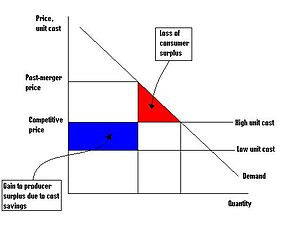 Price,
unit cost
Loss of
consumer
surplus
Post-merger
price
Competitive
price
High unit cost
Low unit cost
Demand
Gain to producer
surplus due to cost
savings
Quantity